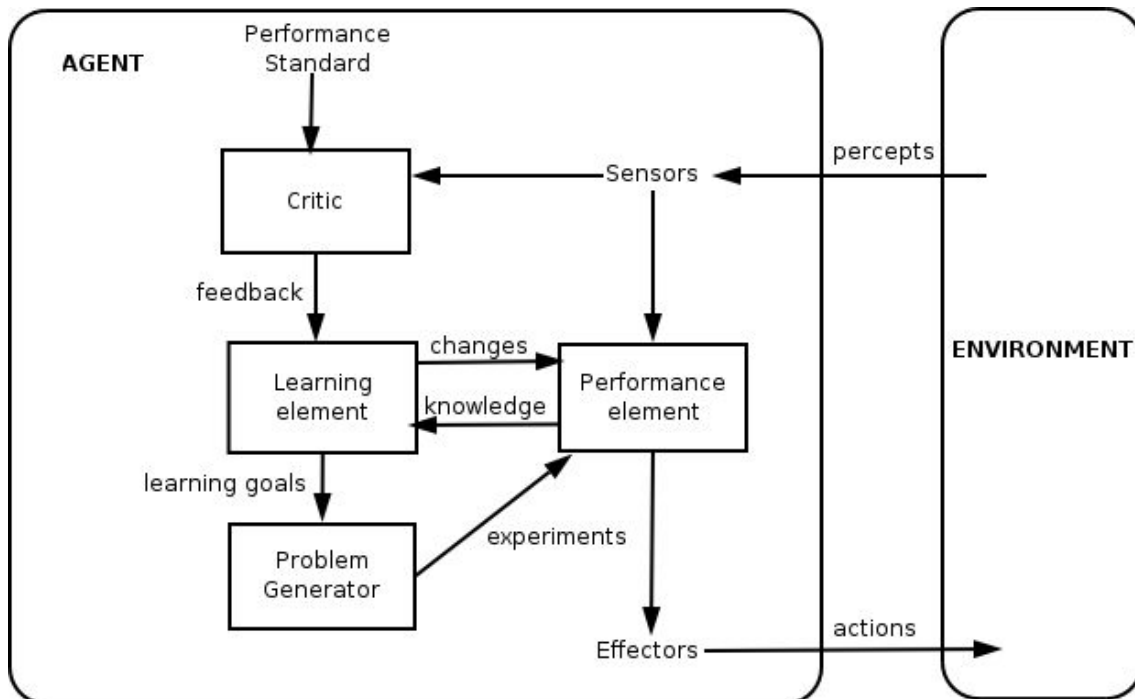 Performance
Standard
AGENT
percepts
Sensors
Critic
feedback
changes
ENVIRONMENT
Learning
element
Performance
element
knowledge
learning goals
experiments
Problem
Generator
actions
Effectors